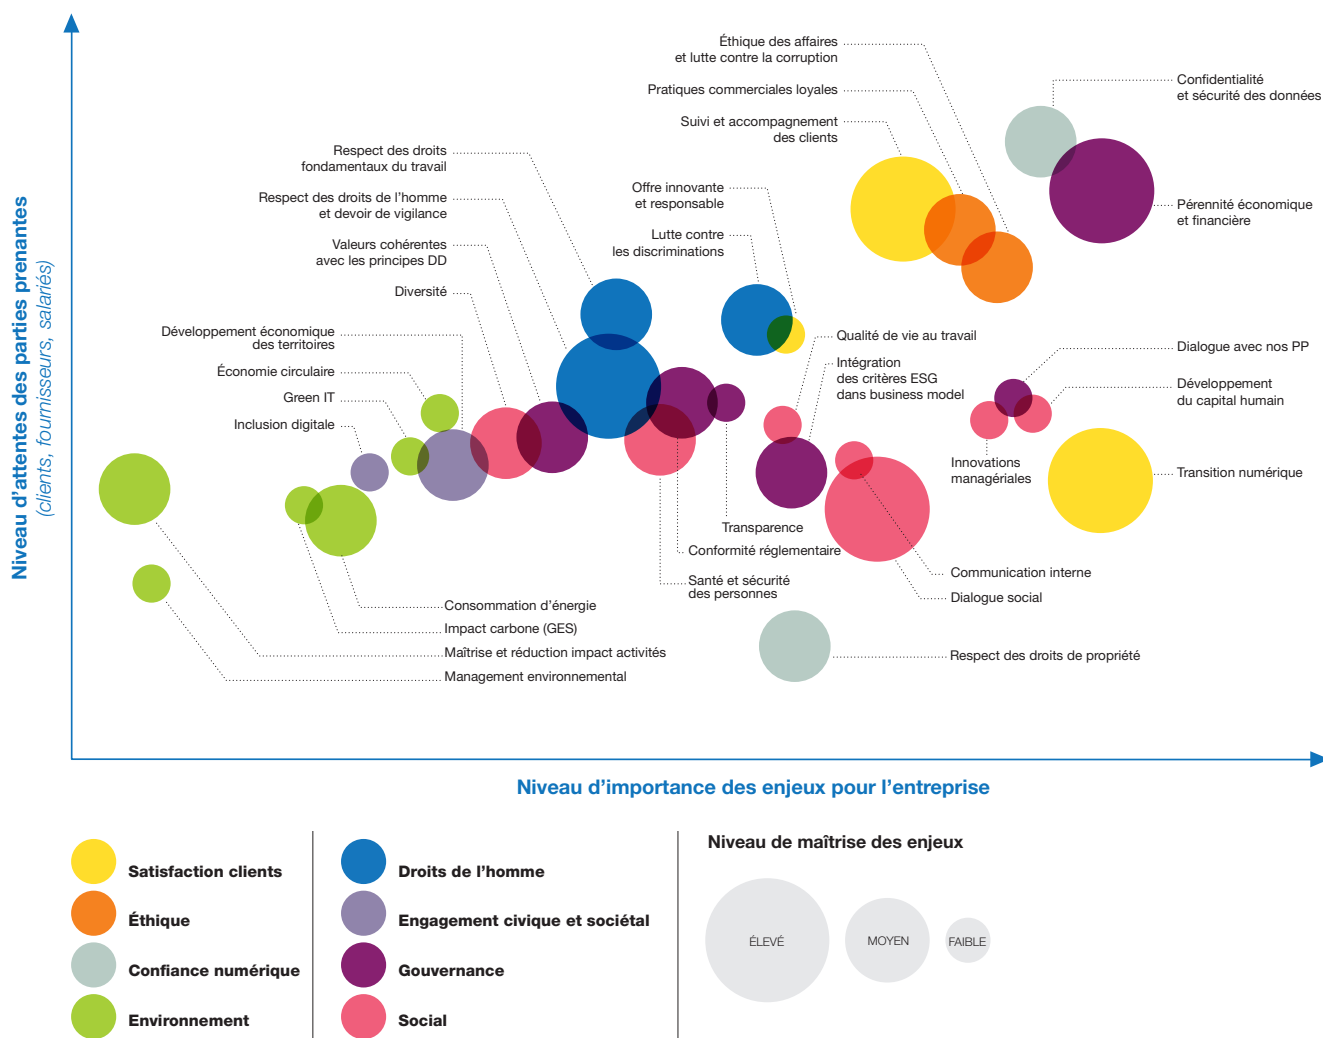 Niveau d'attentes des parties prenantes
(clients, fournisseurs, salariés)
Éthique des affaires
et lutte contre la corruption
Pratiques commerciales loyales
Suivi et accompagnement
des clients
Confidentialité
et sécurité des données
Pérennité économique
et financière
Respect des droits
fondamentaux du travail
Respect des droits de l'homme
et devoir de vigilance
Valeurs cohérentes
avec les principes DD
Diversité
Offre innovante
et responsable
Lutte contre
les discriminations
Développement économique
des territoires
Économie circulaire
Green IT
Inclusion digitale
Qualité de vie au travail
Intégration
des critères ESG
dans business model
Dialogue avec nos PP
Développement
du capital humain
Innovations
managériales
Transition numérique
Transparence
Conformité réglementaire
Santé et sécurité
des personnes
Communication interne
Dialogue social
Consommation d'énergie
Impact carbone (GES)
Maîtrise et réduction impact activités
Management environnemental
Respect des droits de propriété
Niveau d'importance des enjeux pour l'entreprise
Satisfaction clients
Éthique
Confiance numérique
Environnement
Droits de l'homme
Engagement civique et sociétal
Gouvernance
Social
Niveau de maîtrise des enjeux
ÉLEVÉ
MOYEN
FAIBLE